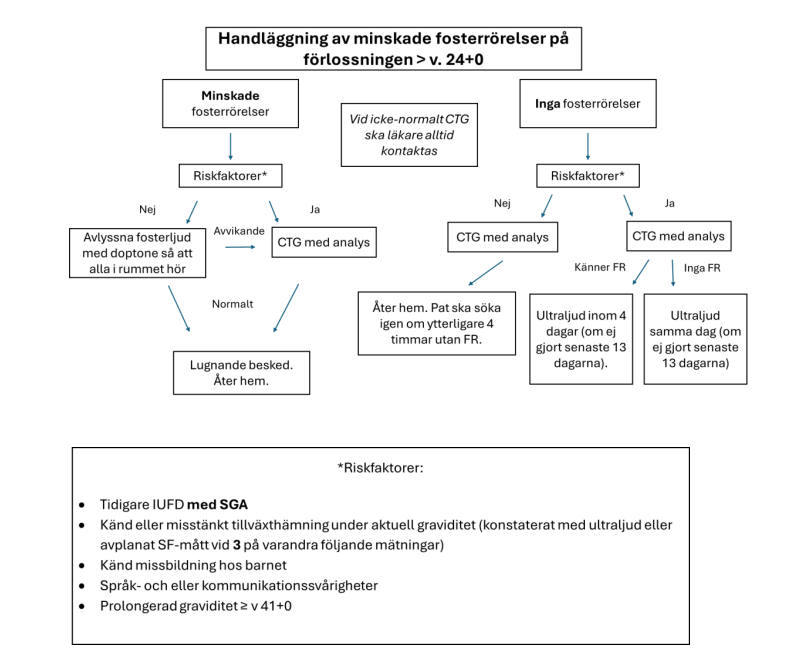 Handläggning av minskade fosterrörelser på
förlossningen > v. 24+0
Minskade
fosterrörelser
Vid icke-normalt CTG
ska läkare alltid
kontaktas
Inga fosterrörelser
Riskfaktorer*
Riskfaktorer*
Nej
Ja
Nej
Ja
Avlyssna fosterljud
med doptone så att
alla i rummet hör
Avvikande
CTG med analys
CTG med analys
CTG med analys
Känner FR
Inga FR
Normalt
Åter hem. Pat ska söka
igen om ytterligare 4
timmar utan FR.
Ultraljud inom 4
dagar (om ej
gjort senaste 13
dagarna).
Ultraljud
samma dag (om
ej gjort senaste
13 dagarna)
Lugnande besked.
Åter hem.
*Riskfaktorer:
• Tidigare IUFD med SGA
• Känd eller misstänkt tillväxthämning under aktuell graviditet (konstaterat med ultraljud eller
avplanat SF-mått vid 3 på varandra följande mätningar)
• Känd missbildning hos barnet
• Språk- och eller kommunikationssvårigheter
• Prolongerad graviditet ≥ v 41+0